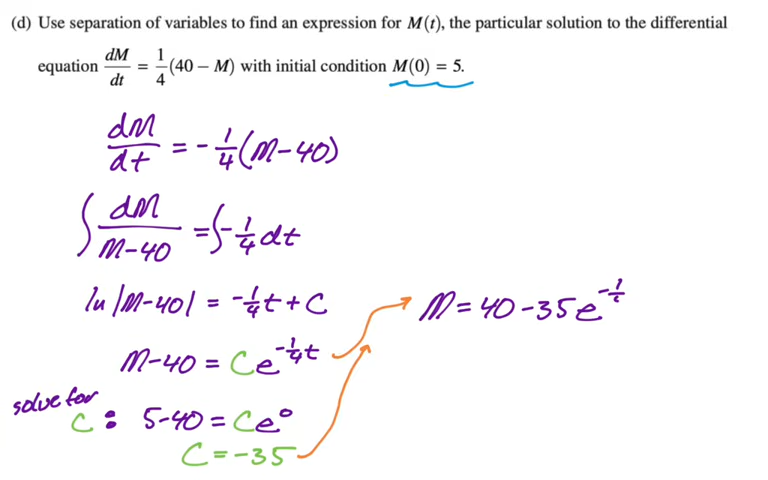 (d) Use separation of variables to find an expression for M(t), the particular solution to the differential
equation dM/dt = 1/4(40 − M) with initial condition M(0) = 5.
dM/dt = -1/4(M-40)
∫ dM/(M-40) = ∫-1/4 dt
ln|M-40| = -1/4t + C
M-40 = Ce^(-1/4t)
solve for
C: 5-40 = Ce^0
C = -35
M = 40 - 35e^(-1/